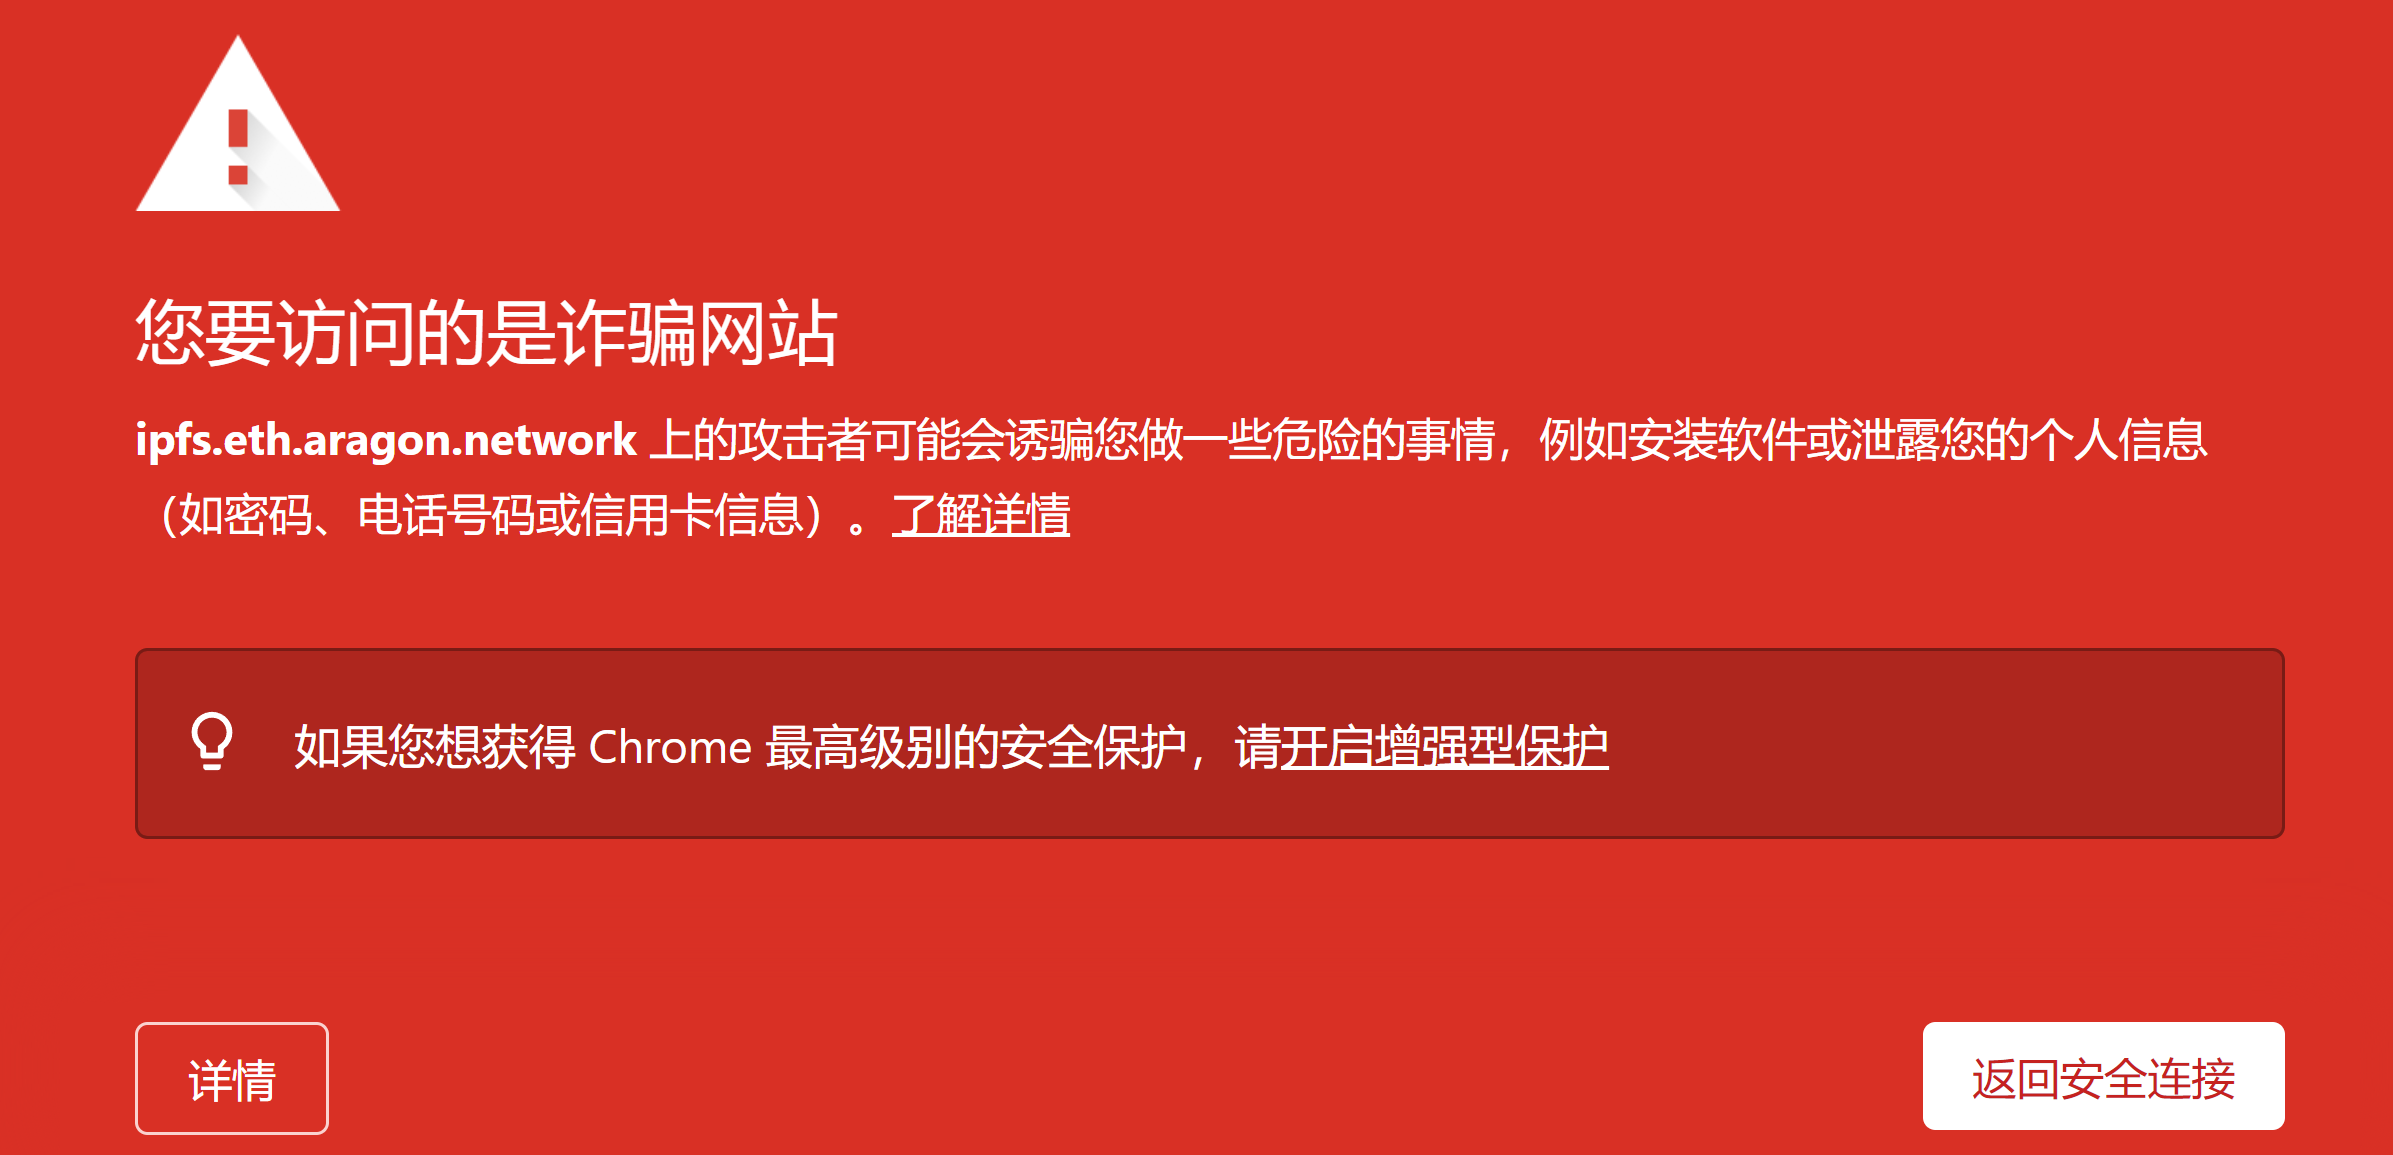 您要访问的是诈骗网站
ipfs.eth.aragon.network 上的攻击者可能会诱骗您做一些危险的事情，例如安装软件或泄露您的个人信息
（如密码、电话号码或信用卡信息）。了解详情
如果您想获得 Chrome 最高级别的安全保护，请开启增强型保护
详情
返回安全连接